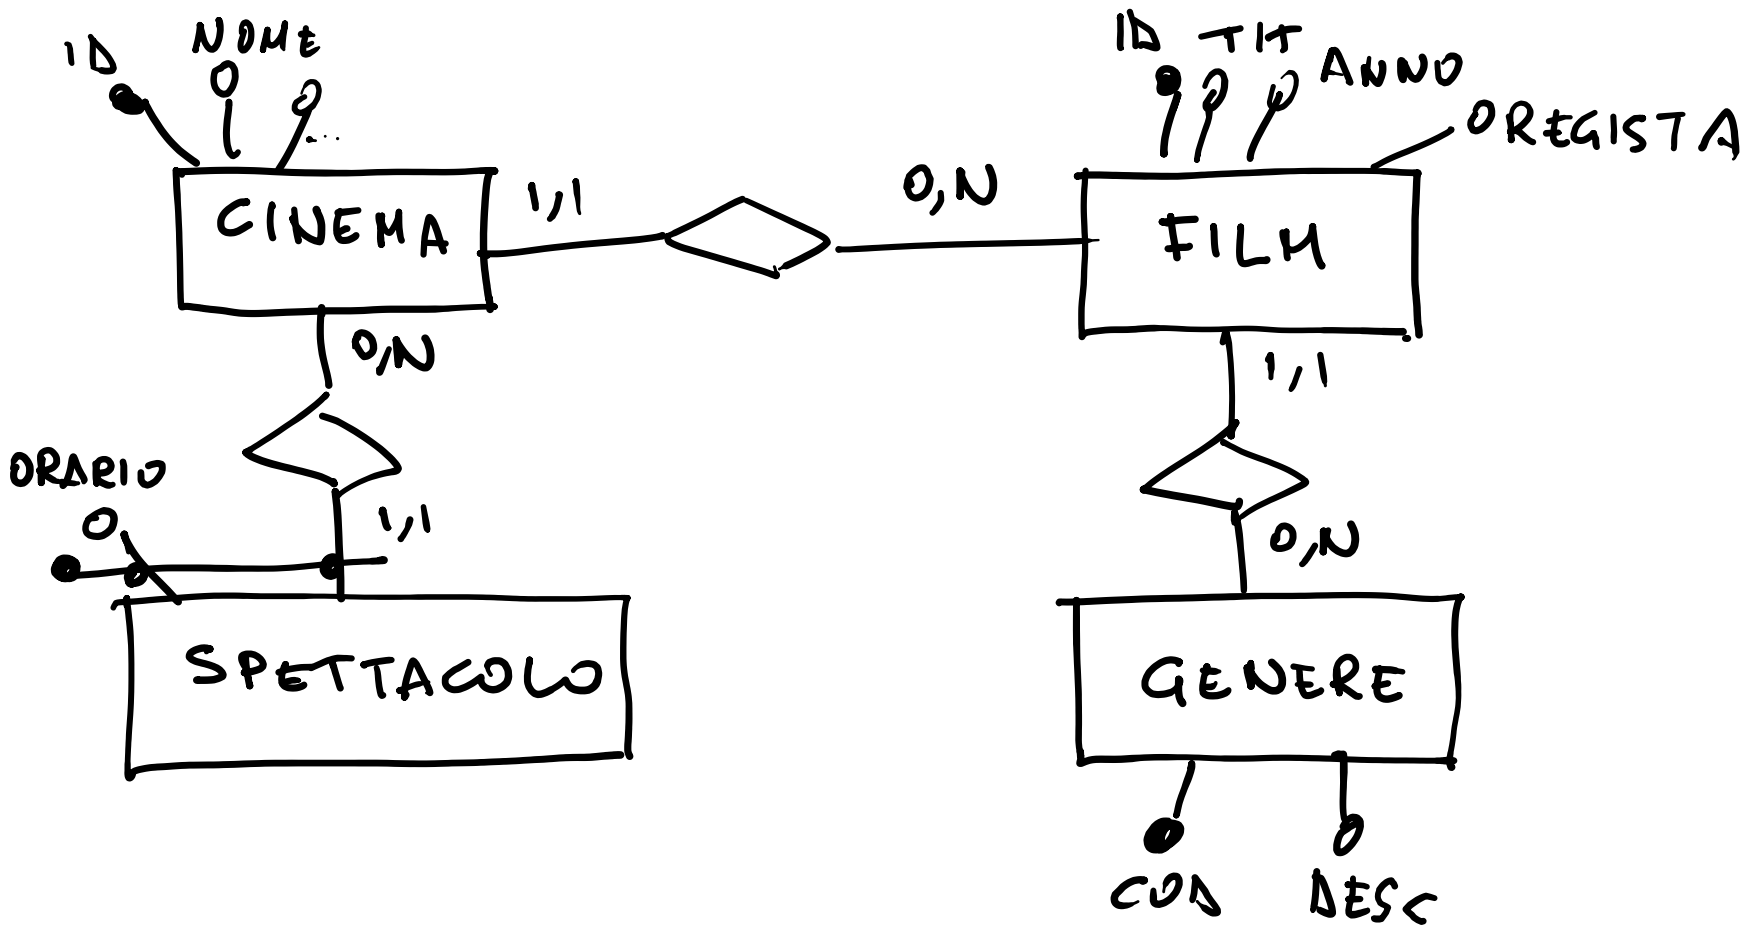 ID
NOME
...
CINEMA
1,1
0,N
ID
TIT
ANNO
REGISTA
FILM
0,N
1,1
ORARIO
1,1
0,N
SPETTACOLO
GENERE
COD
DESC